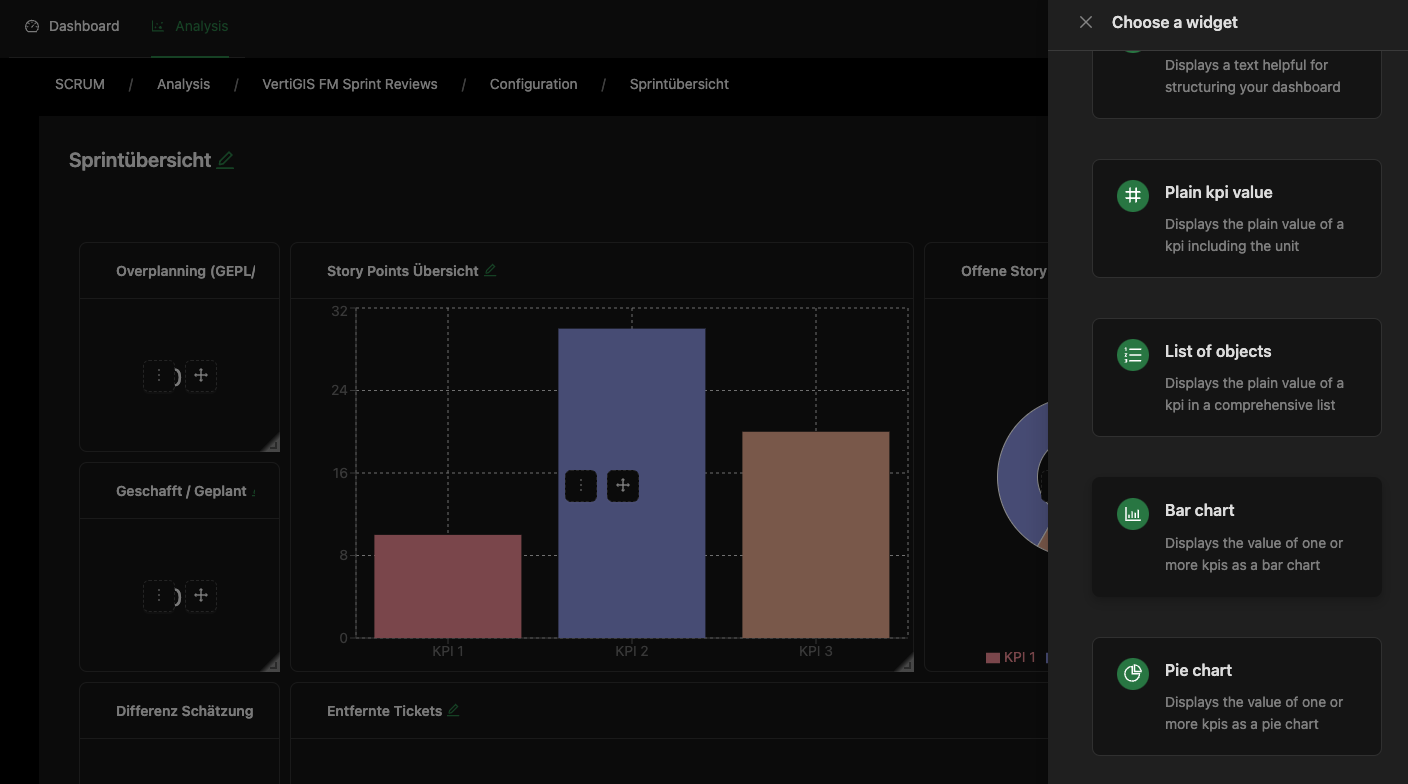 Dashboard
Analysis
SCRUM / Analysis / VertiGIS FM Sprint Reviews / Configuration / Sprintübersicht
Sprintübersicht
Overplanning (GEPL/
Geschafft / Geplant
Differenz Schätzung
Story Points Übersicht
32
24
16
8
0
KPI 1
KPI 2
KPI 3
Offene Story
KPI 1
Entfernte Tickets
Choose a widget
Displays a text helpful for
structuring your dashboard
Plain kpi value
Displays the plain value of a
kpi including the unit
List of objects
Displays the plain value of a
kpi in a comprehensive list
Bar chart
Displays the value of one or
more kpis as a bar chart
Pie chart
Displays the value of one or
more kpis as a pie chart